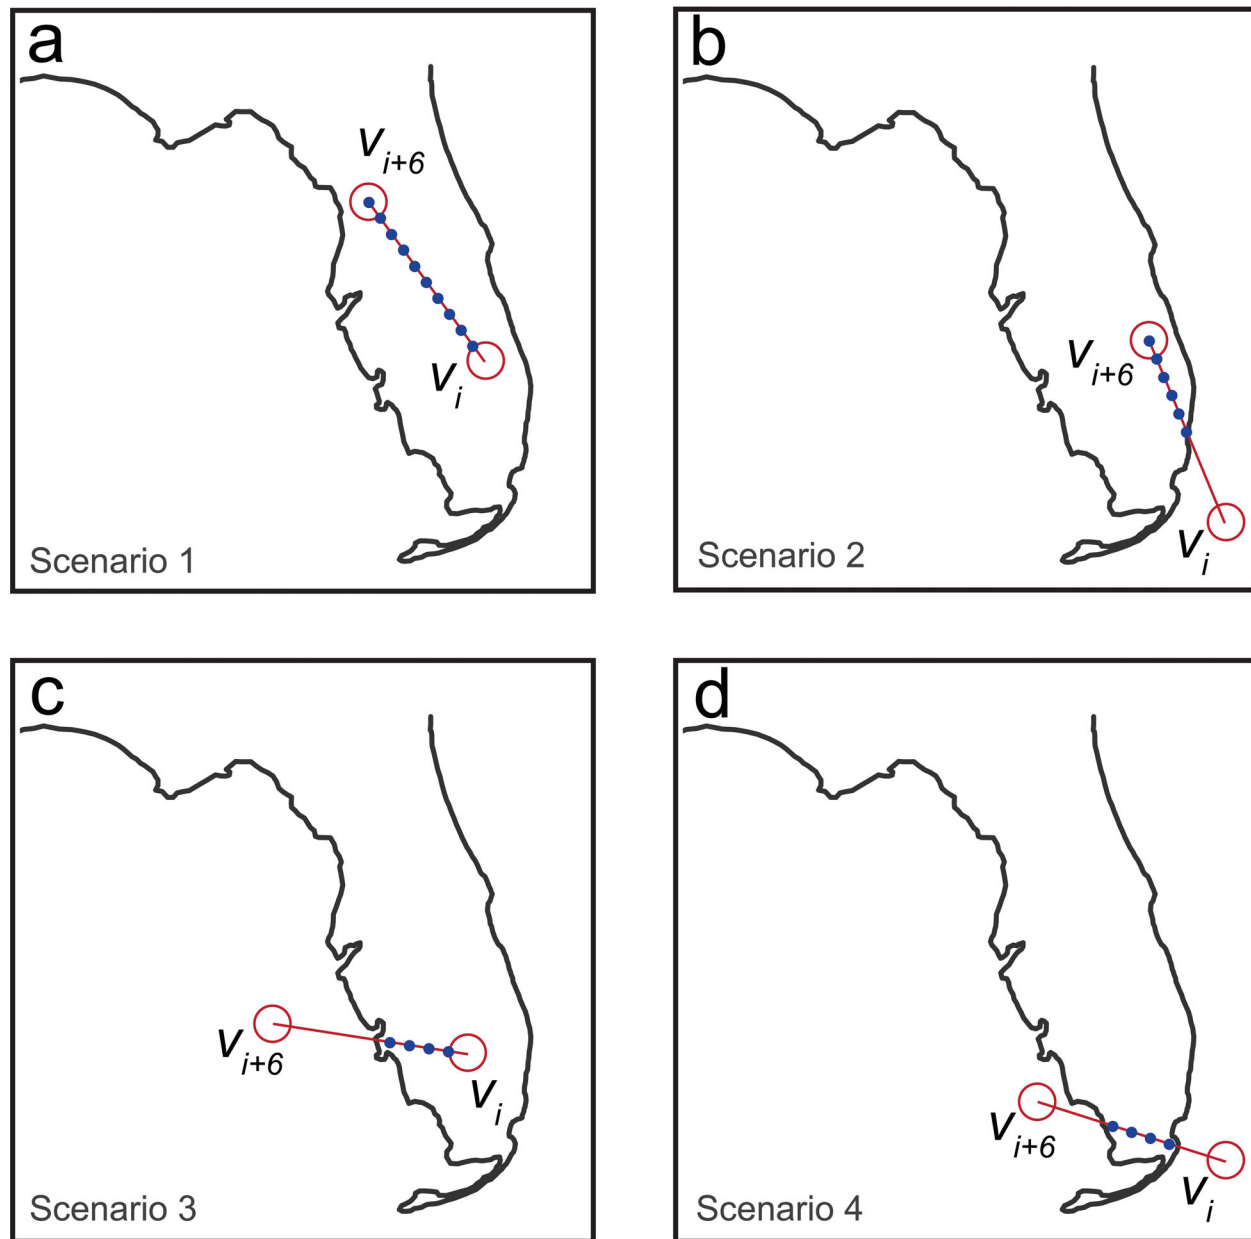 a
v i+6
v i
Scenario 1
b
v i+6
v i
Scenario 2
c
v i+6
v i
Scenario 3
d
v i+6
v i
Scenario 4